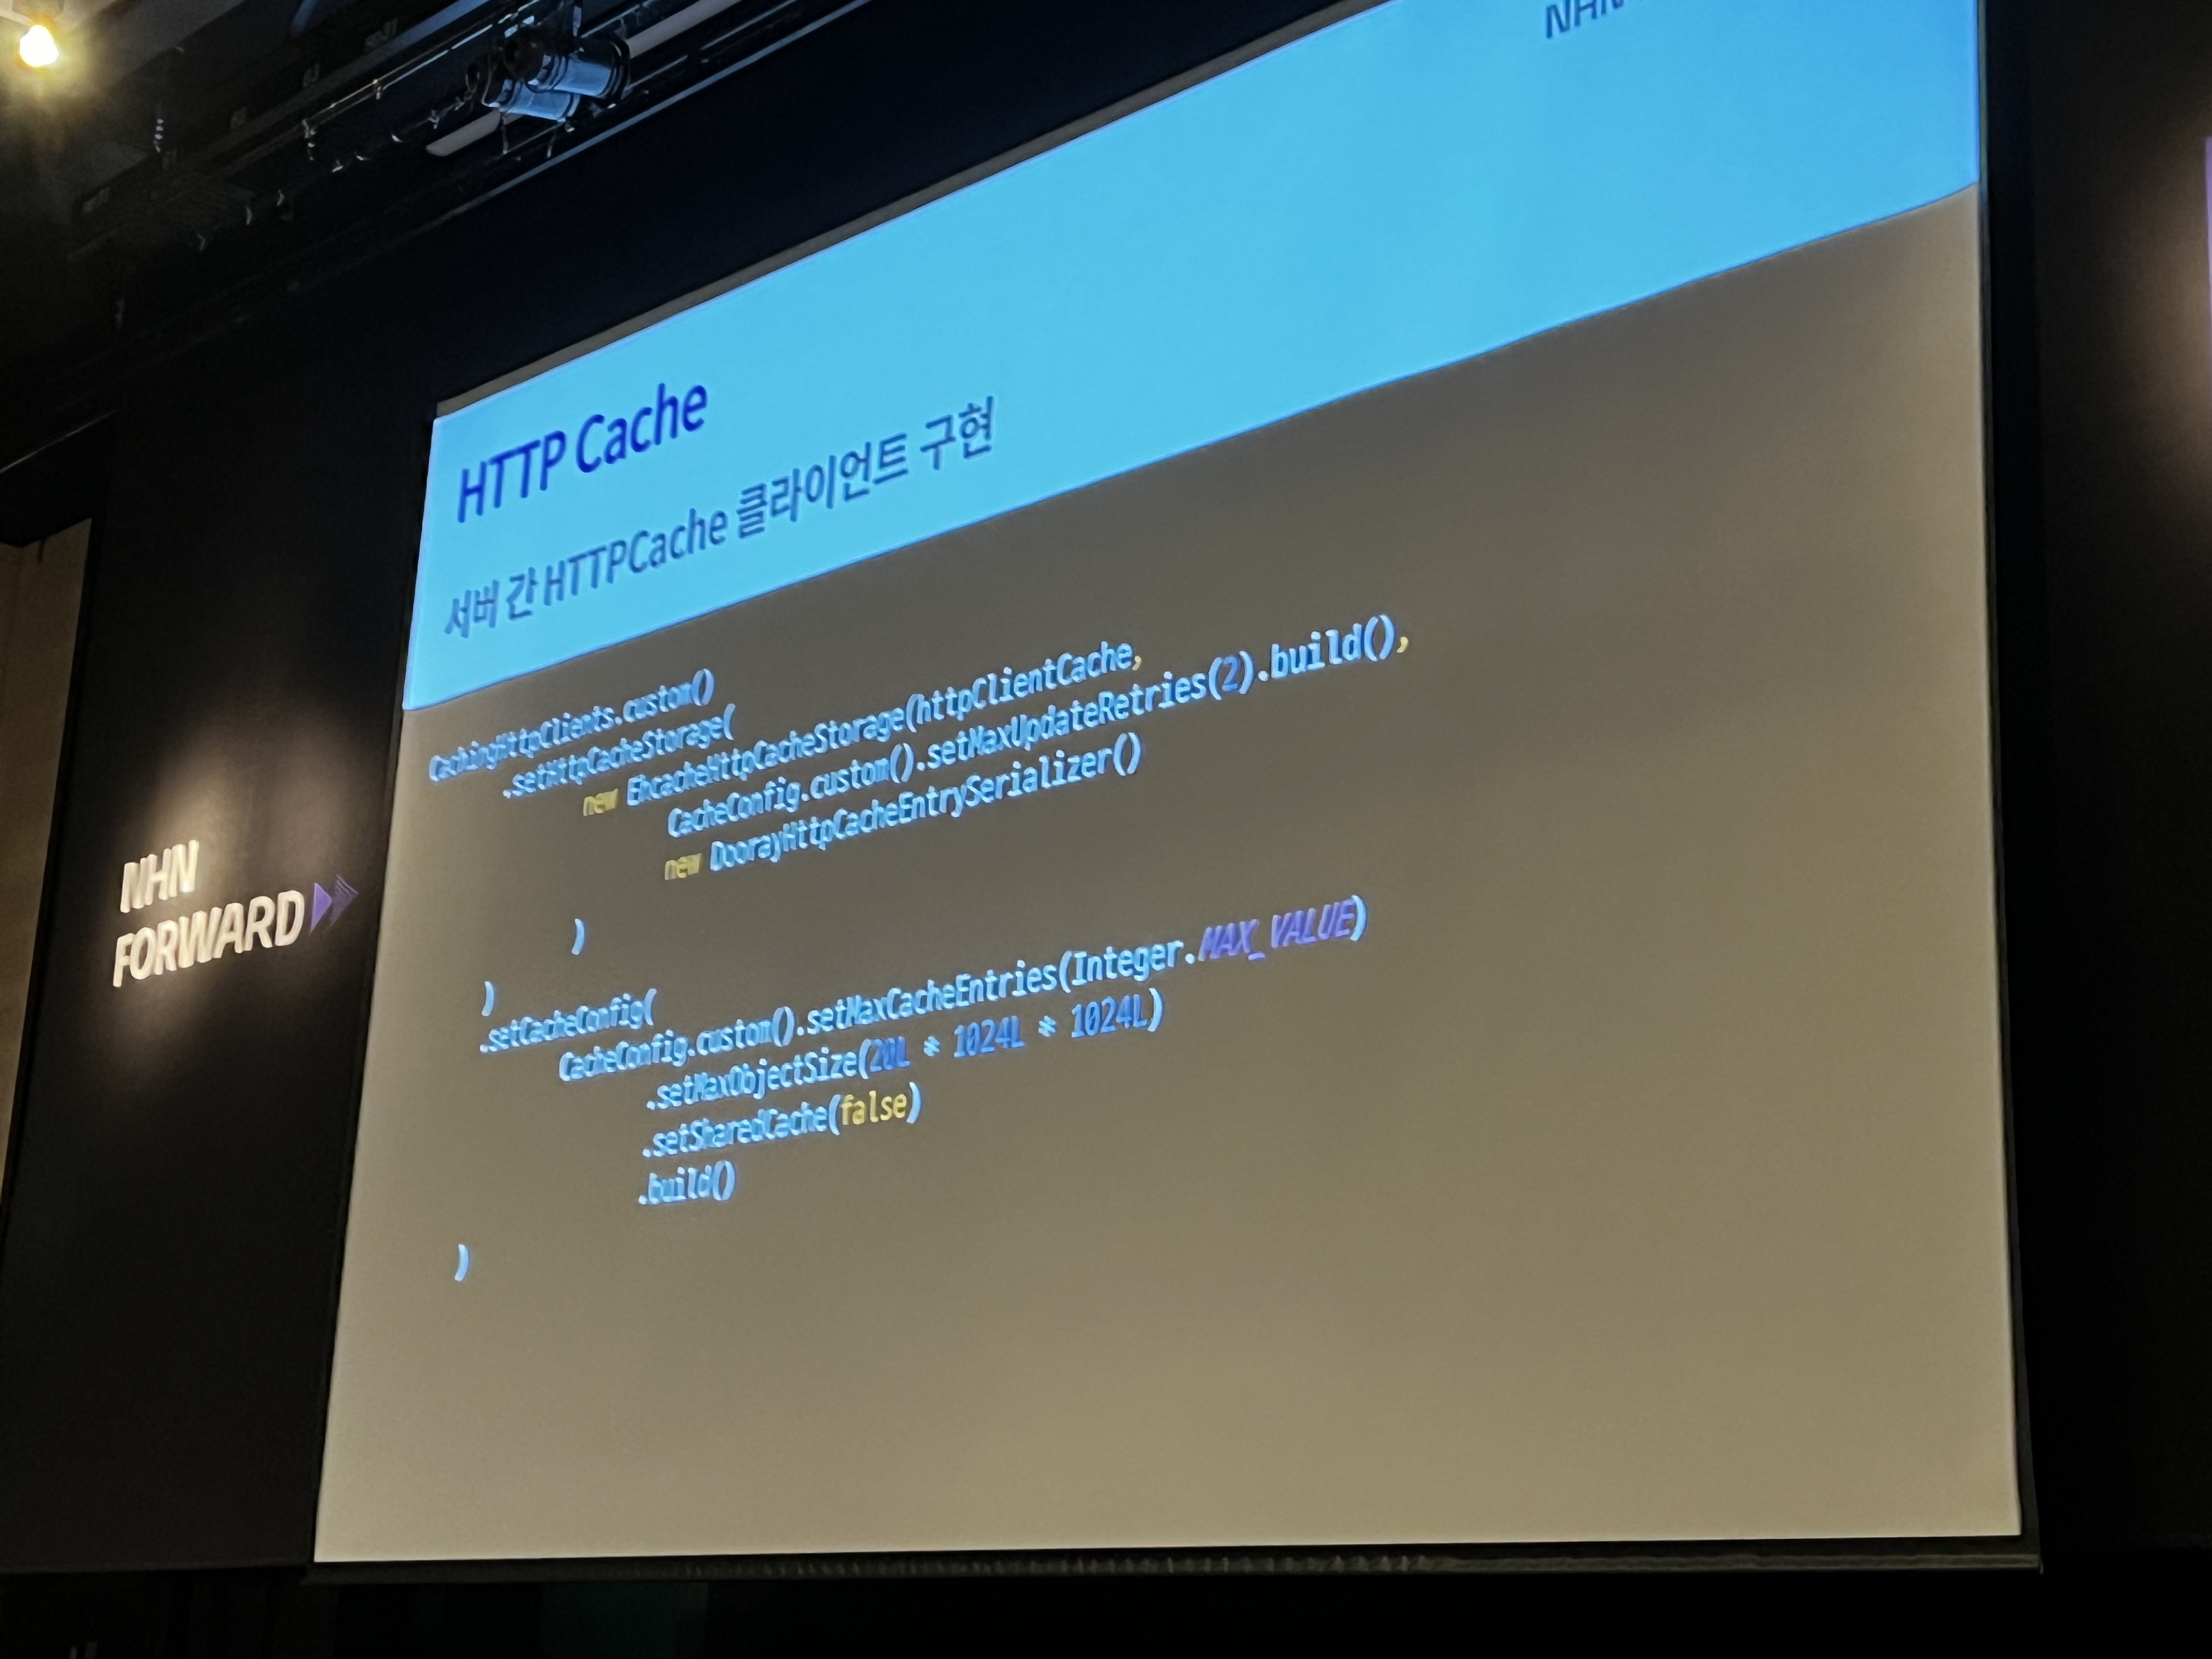 NHN
HTTP Cache
서버 간 HTTPCache 클라이언트 구현
CachingHttpClients.custom()
.setHttpCacheStorage(
new EhcacheHttpCacheStorage(httpClientCache,
CacheConfig.custom().setMaxUpdateRetries(2).build(),
new DoorayHttpCacheEntrySerializer()
)
)
.setCacheConfig(
CacheConfig.custom().setMaxCacheEntries(Integer.MAX_VALUE)
.setMaxObjectSize(20L * 1024L * 1024L)
.setSharedCache(false)
.build()
)
NHN
FORWARD